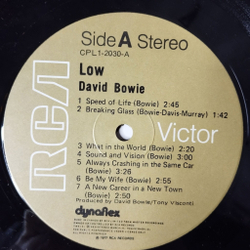 Side A Stereo
CPL1-2030-A
Low
David Bowie
1 Speed of Life (Bowie) 2:45
2 Breaking Glass (Bowie-Davis-Murray) 1:42
RCA
Victor
3 What in the World (Bowie) 2:20
4 Sound and Vision (Bowie) 3:00
5 Always Crashing in the Same Car
(Bowie) 3:26
6 Be My Wife (Bowie) 2:55
7 A New Career in a New Town
(Bowie) 2:50
Produced by David Bowie/Tony Visconti
dynaflex